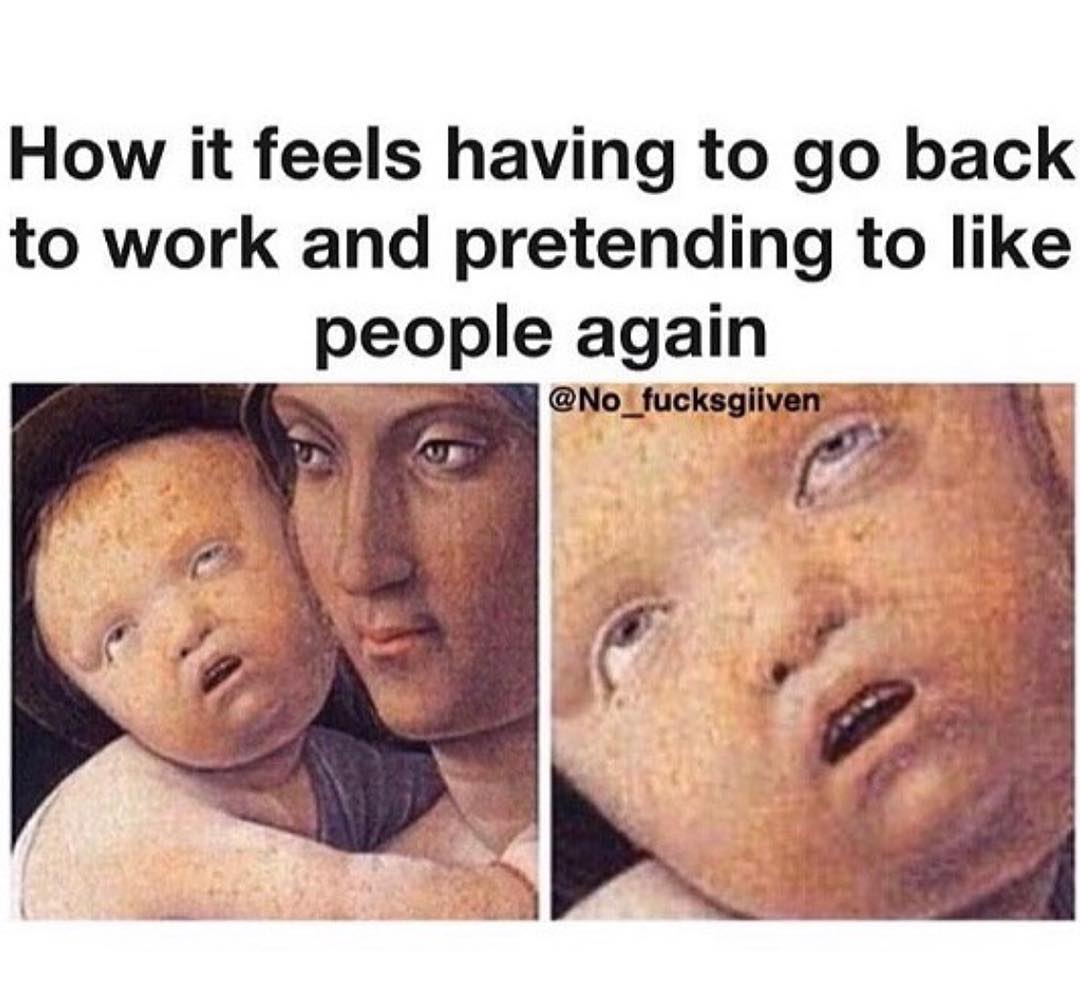 How it feels having to go back
to work and pretending to like
people again
@No_fucksgiiven